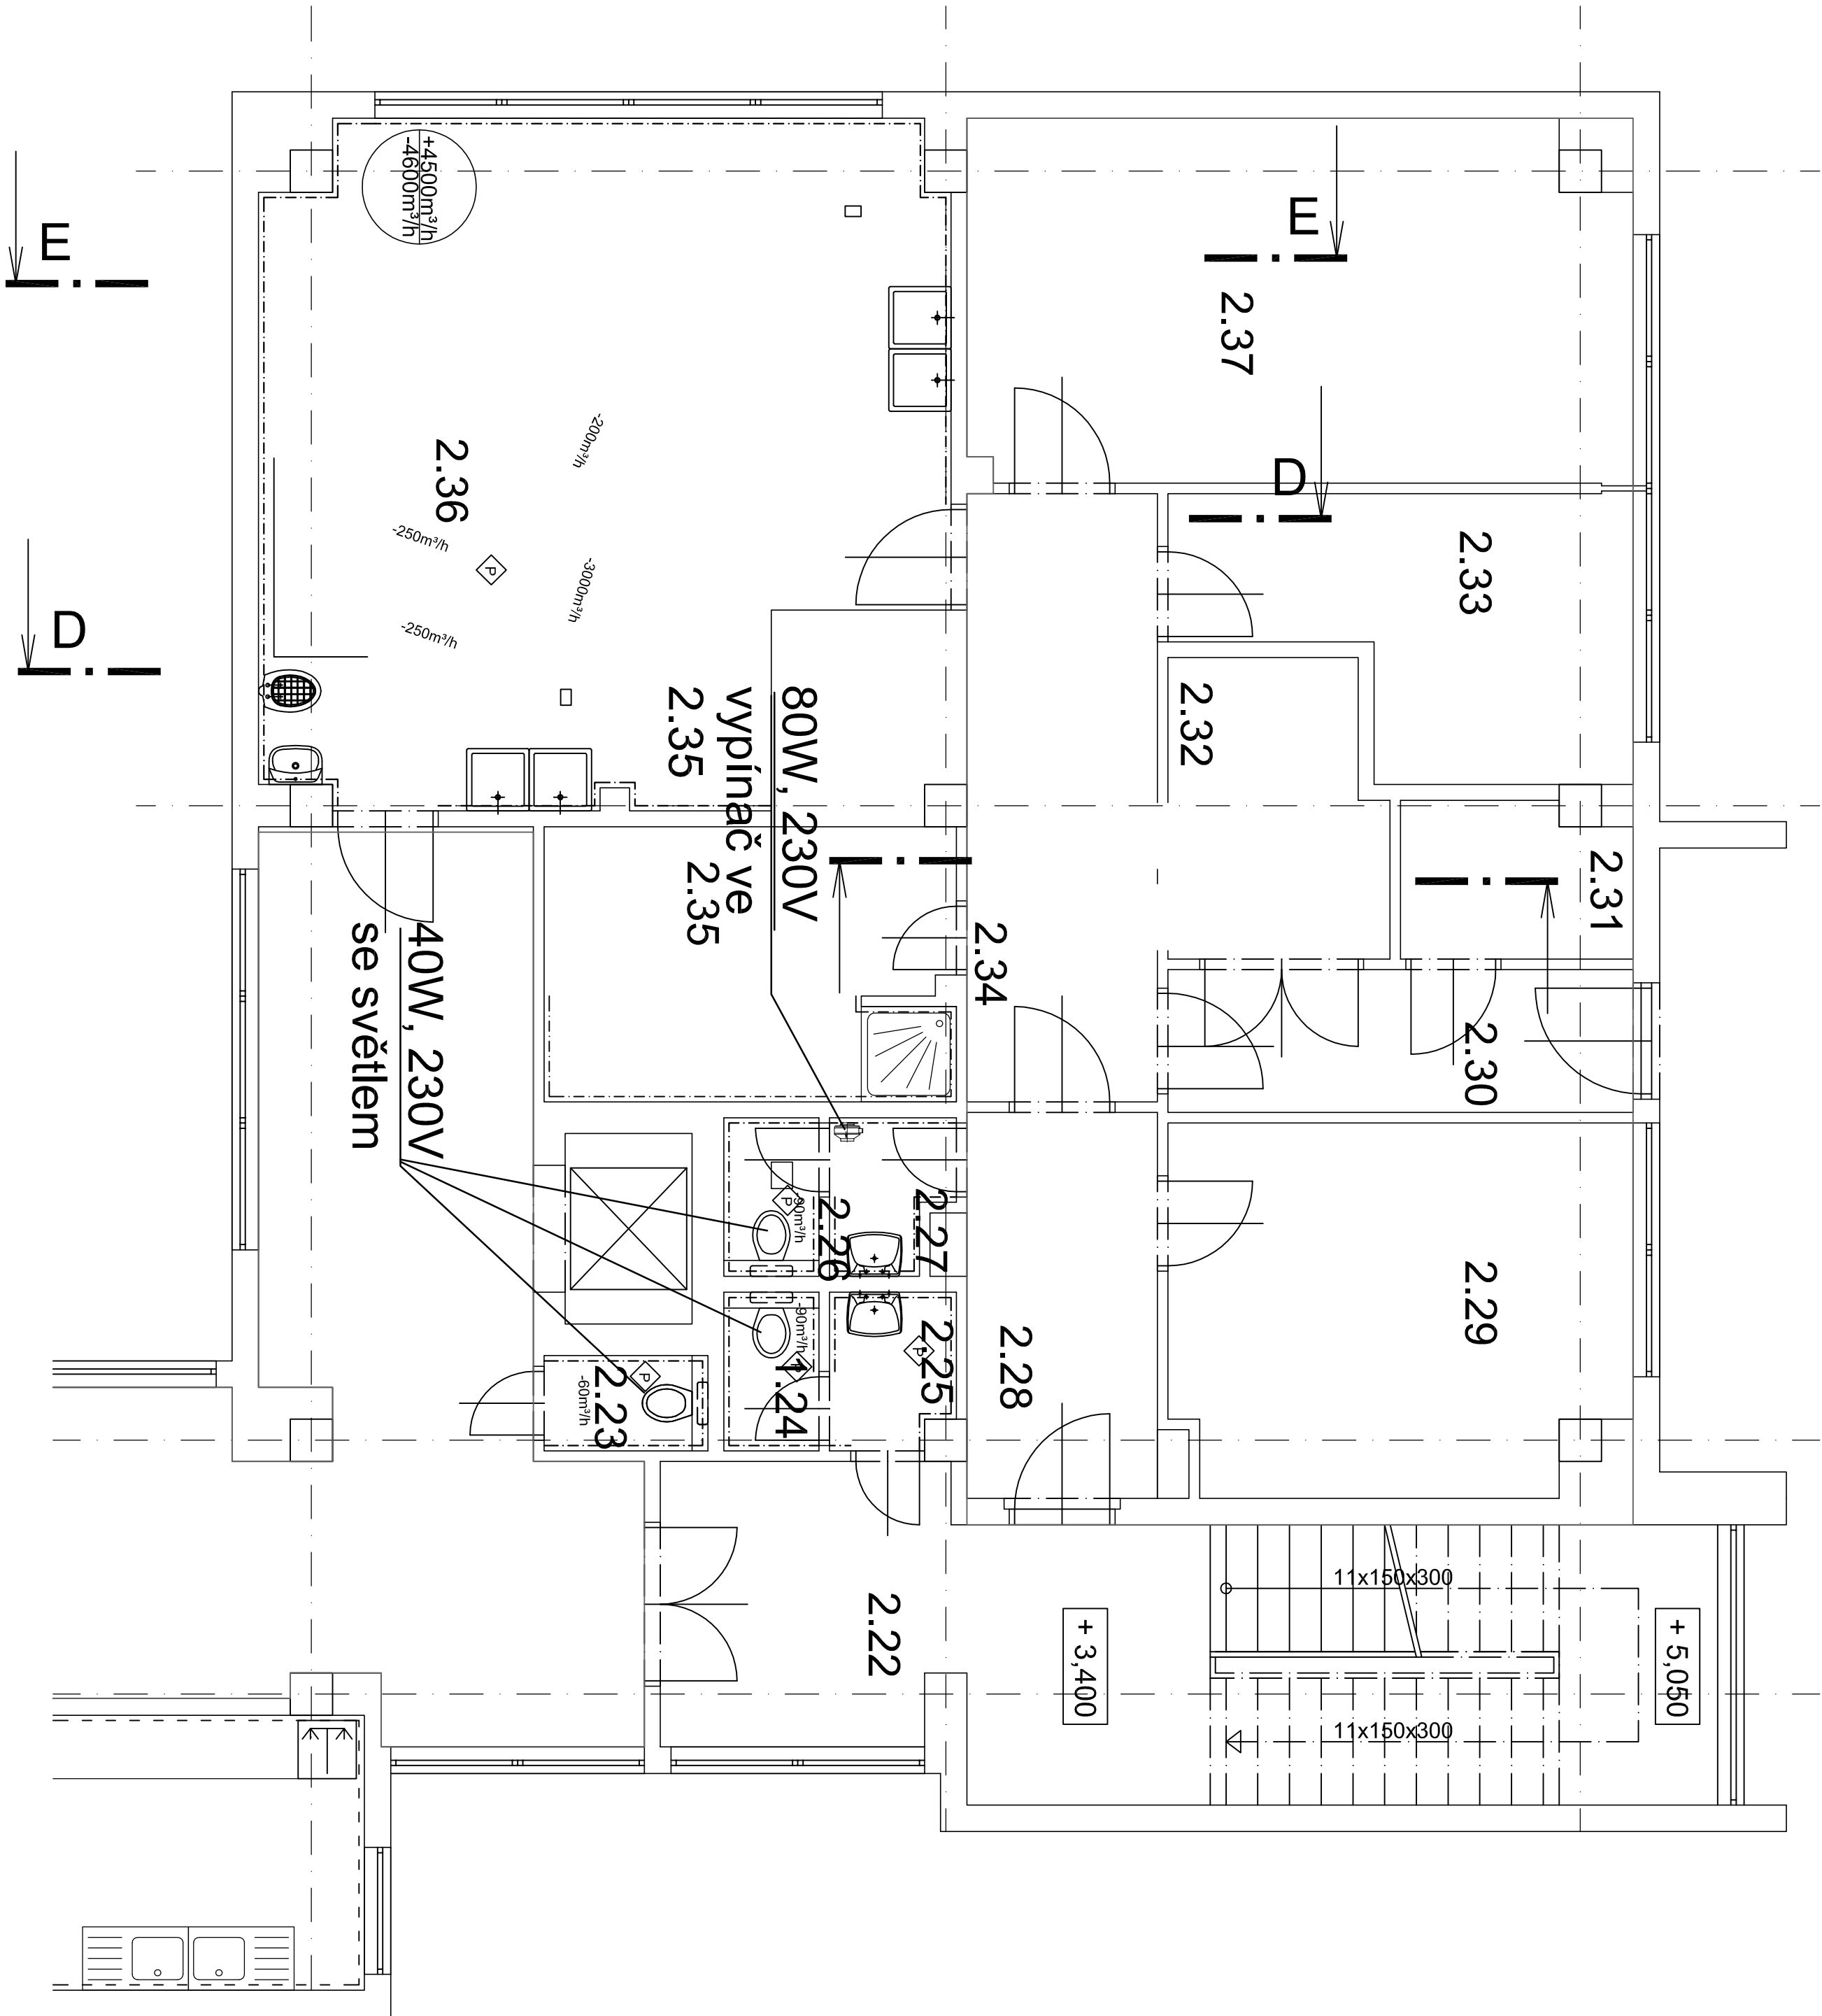 +4500m³/h
-4600m³/h
E
E
2.37
D
2.36
-200m³/h
-250m³/h
P
-3000m³/h
-250m³/h
2.33
D
2.32
80W, 230V
vypínač ve
2.35
2.35
2.31
2.34
40W, 230V
se světlem
2.30
P
-90m³/h
2.26
2.27
2.29
-90m³/h
P
1.24
P
2.25
2.28
P
-60m³/h
2.23
2.22
11x150x300
+ 3,400
+ 5,050
11x150x300